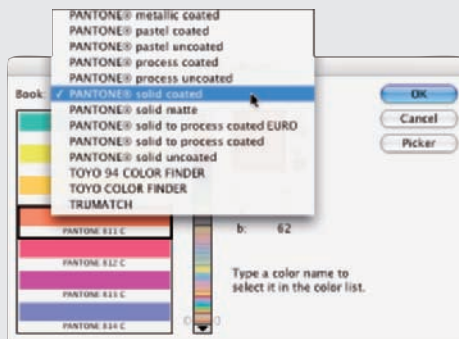 PANTONE® metallic coated
PANTONE® pastel coated
PANTONE® pastel uncoated
PANTONE® process coated
PANTONE® process uncoated
Book: ✓ PANTONE® solid coated
PANTONE® solid matte
PANTONE® solid to process coated EURO
PANTONE® solid to process coated
PANTONE® solid uncoated
TOYO 94 COLOR FINDER
TOYO COLOR FINDER
TRUMATCH
OK
Cancel
Picker
PANTONE 811 C
b: 62
PANTONE 812 C
Type a color name to
select it in the color list.
PANTONE 813 C
PANTONE 814 C